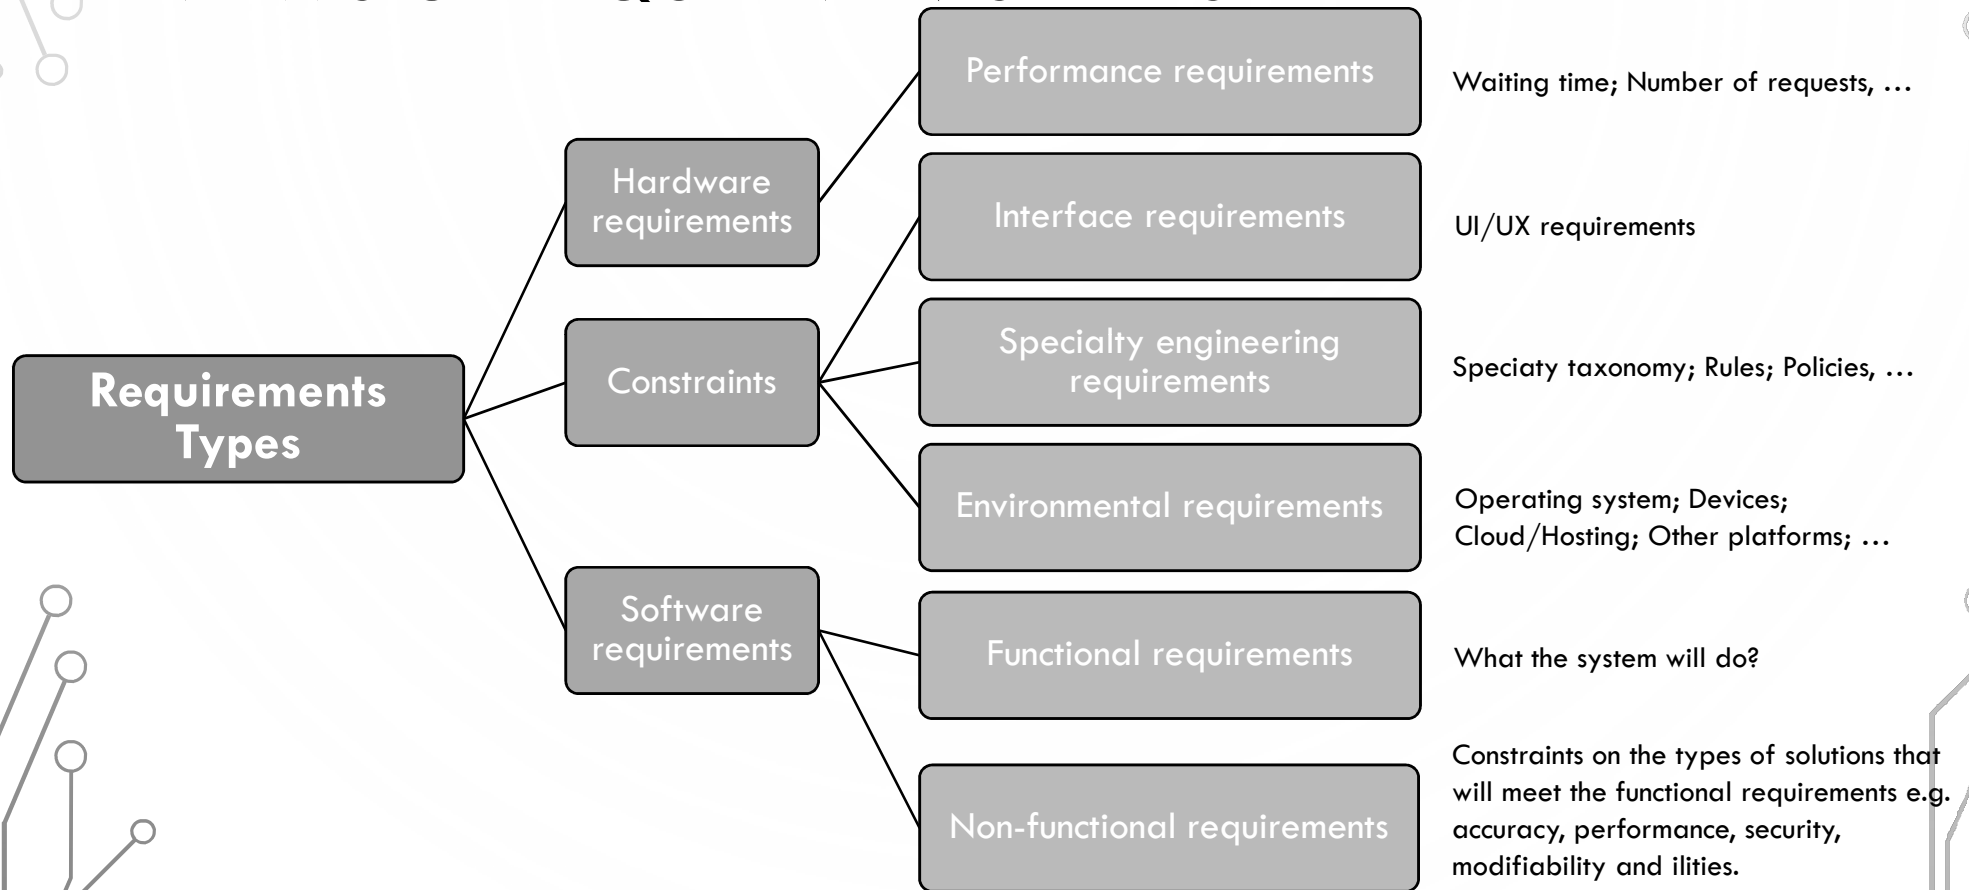 Requirements
Types
Hardware
requirements
Constraints
Software
requirements
Performance requirements
Waiting time; Number of requests, …
Interface requirements
UI/UX requirements
Specialty engineering
requirements
Speciaty taxonomy; Rules; Policies, …
Environmental requirements
Operating system; Devices;
Cloud/Hosting; Other platforms; …
Functional requirements
What the system will do?
Non-functional requirements
Constraints on the types of solutions that
will meet the functional requirements e.g.
accuracy, performance, security,
modifiability and ilities.